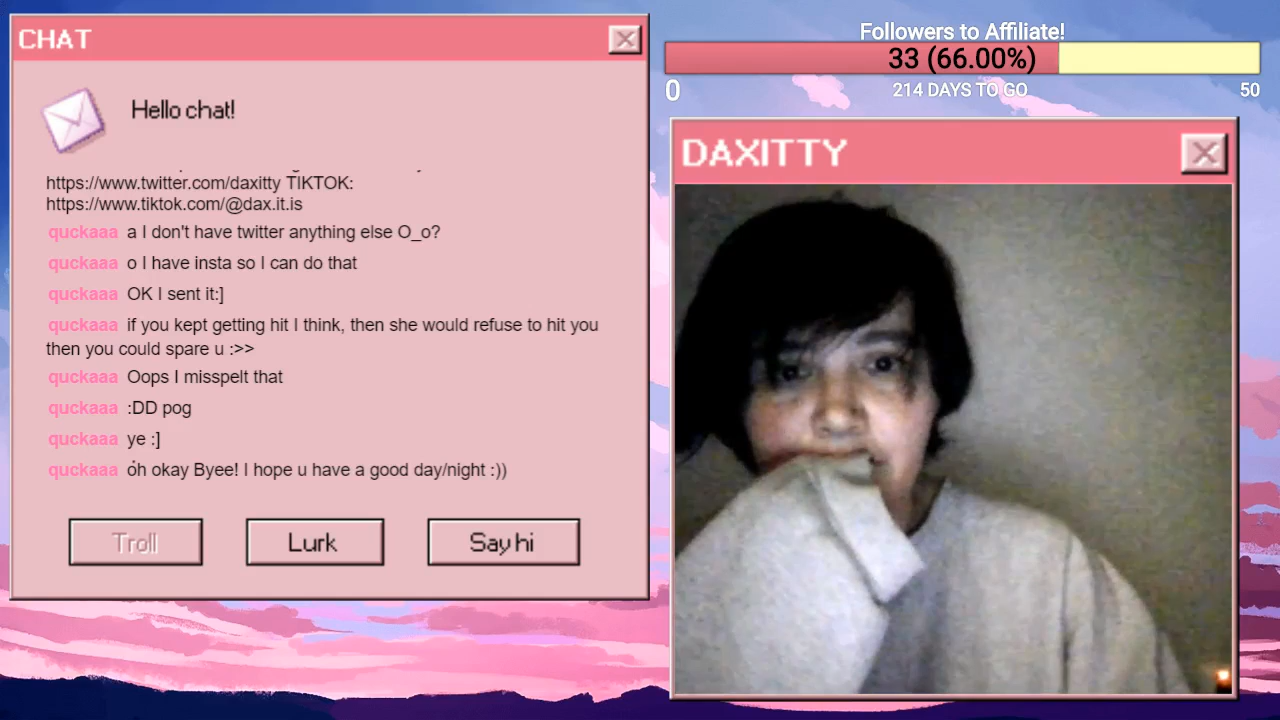 CHAT
Hello chat!
https://www.twitter.com/daxitty TIKTOK:
https://www.tiktok.com/@dax.it.is
quckaaa a I don't have twitter anything else O_o?
quckaaa o I have insta so I can do that
quckaaa OK I sent it:]
quckaaa if you kept getting hit I think, then she would refuse to hit you
then you could spare u :>>
quckaaa Oops I misspelt that
quckaaa :DD pog
quckaaa ye :]
quckaaa oh okay Byee! I hope u have a good day/night :))
Troll
Lurk
Say hi
Followers to Affiliate!
33 (66.00%)
0
214 DAYS TO GO
50
DAXITTY